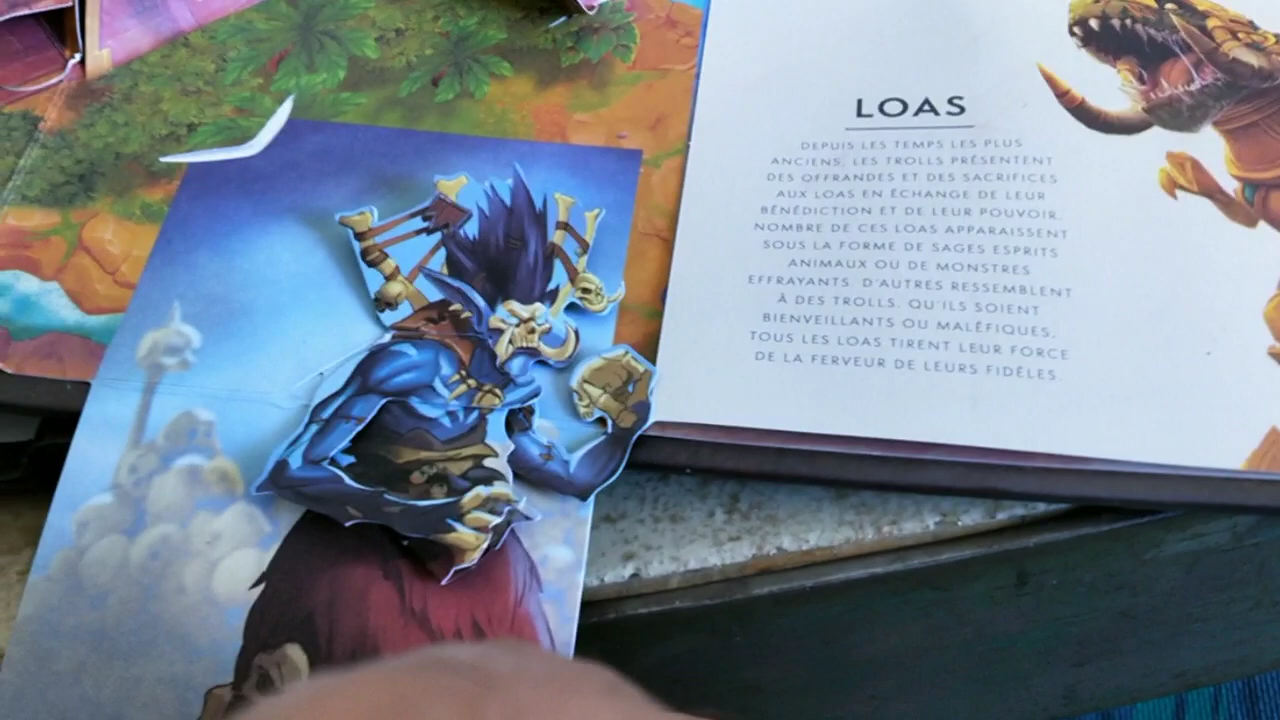 LOAS
DEPUIS LES TEMPS LES PLUS
ANCIENS, LES TROLLS PRÉSENTENT
DES OFFRANDES ET DES SACRIFICES
AUX LOAS EN ÉCHANGE DE LEUR
BÉNÉDICTION ET DE LEUR POUVOIR.
NOMBRE DE CES LOAS APPARAISSENT
SOUS LA FORME DE SAGES ESPRITS
ANIMAUX OU DE MONSTRES
EFFRAYANTS. D'AUTRES RESSEMBLENT
À DES TROLLS. QU'ILS SOIENT
BIENVEILLANTS OU MALÉFIQUES,
TOUS LES LOAS TIRENT LEUR FORCE
DE LA FERVEUR DE LEURS FIDÈLES.